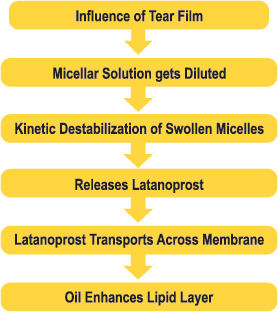 Influence of Tear Film
Micellar Solution gets Diluted
Kinetic Destabilization of Swollen Micelles
Releases Latanoprost
Latanoprost Transports Across Membrane
Oil Enhances Lipid Layer